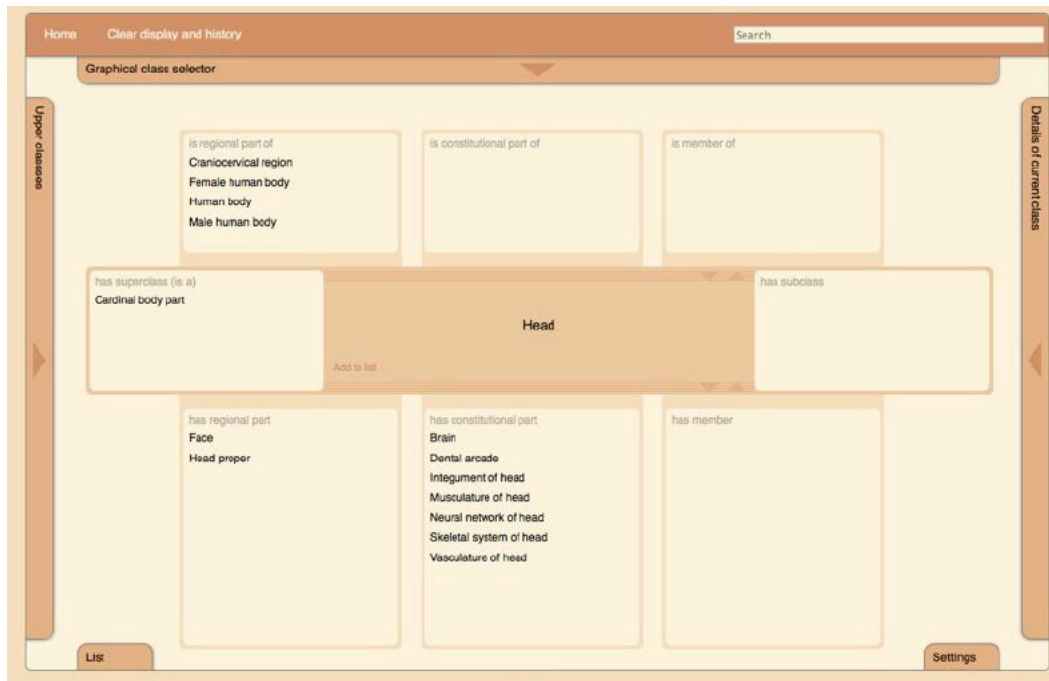 Home
Clear display and history
Search
Graphical class selector
Upper classes
Details of current class
is regional part of
Craniocervical region
Female human body
Human body
Male human body
is constitutional part of
is member of
has superclass (is a)
Cardinal body part
Head
Add to list
has subclass
has regional part
Face
Head proper
has constitutional part
Brain
Dental arcade
Integument of head
Musculature of head
Neural network of head
Skeletal system of head
Vasculature of head
has member
List
Settings